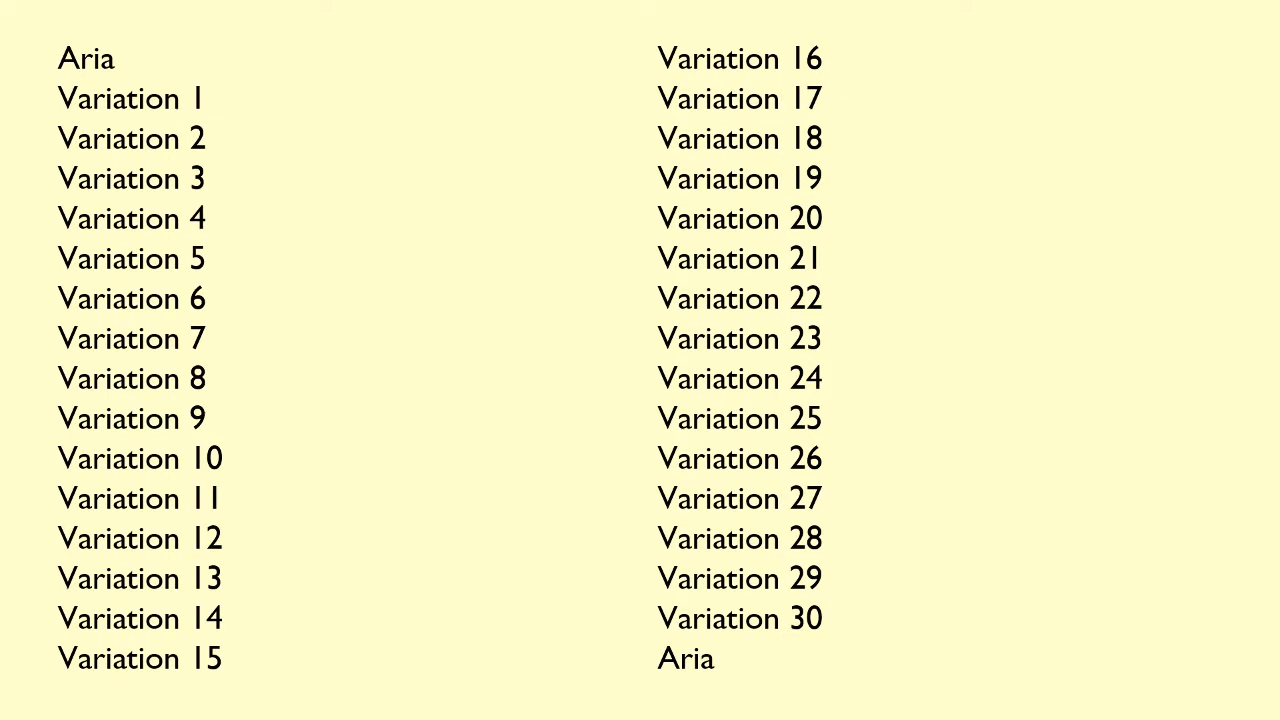 Aria
Variation 1
Variation 2
Variation 3
Variation 4
Variation 5
Variation 6
Variation 7
Variation 8
Variation 9
Variation 10
Variation 11
Variation 12
Variation 13
Variation 14
Variation 15
Variation 16
Variation 17
Variation 18
Variation 19
Variation 20
Variation 21
Variation 22
Variation 23
Variation 24
Variation 25
Variation 26
Variation 27
Variation 28
Variation 29
Variation 30
Aria